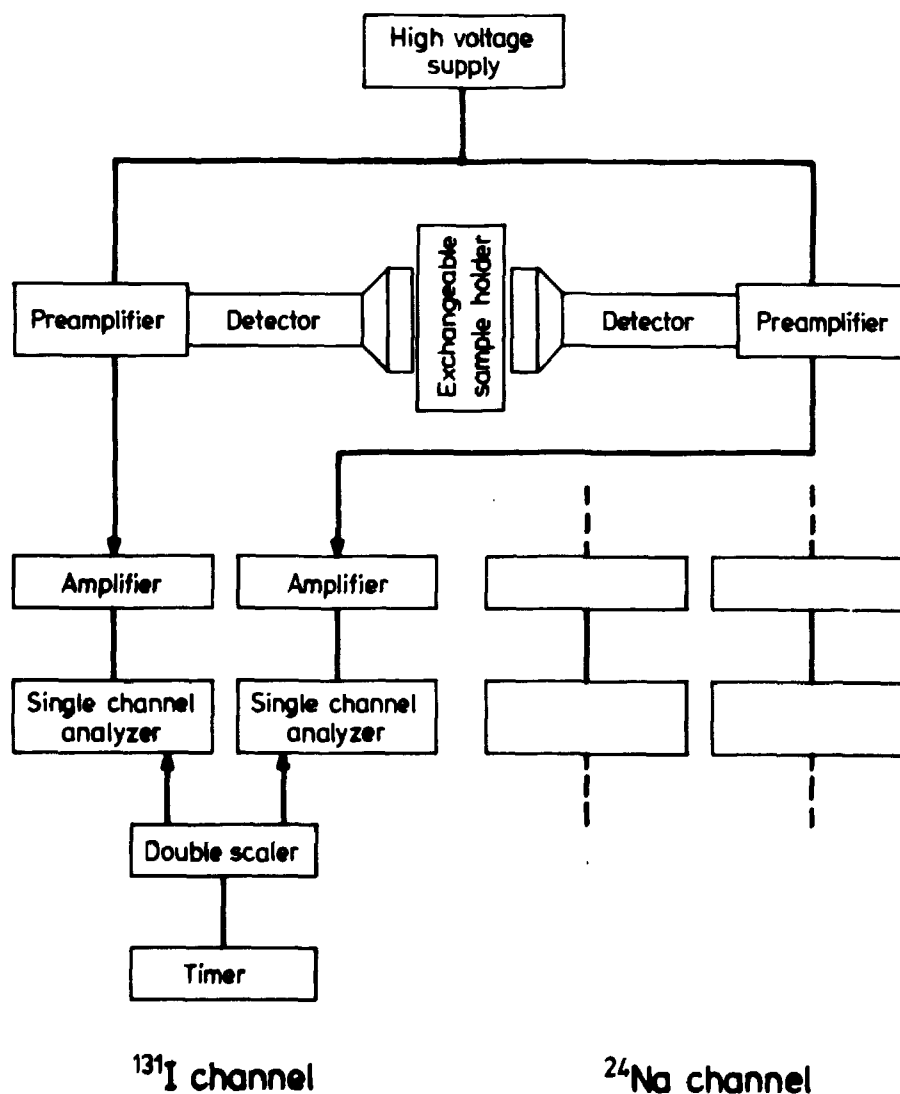 High voltage
supply
Preamplifier
Detector
Exchangeable
sample holder
Detector
Preamplifier
Amplifier
Amplifier
Single channel
analyzer
Single channel
analyzer
Double scaler
Timer
¹³¹I channel
²⁴Na channel